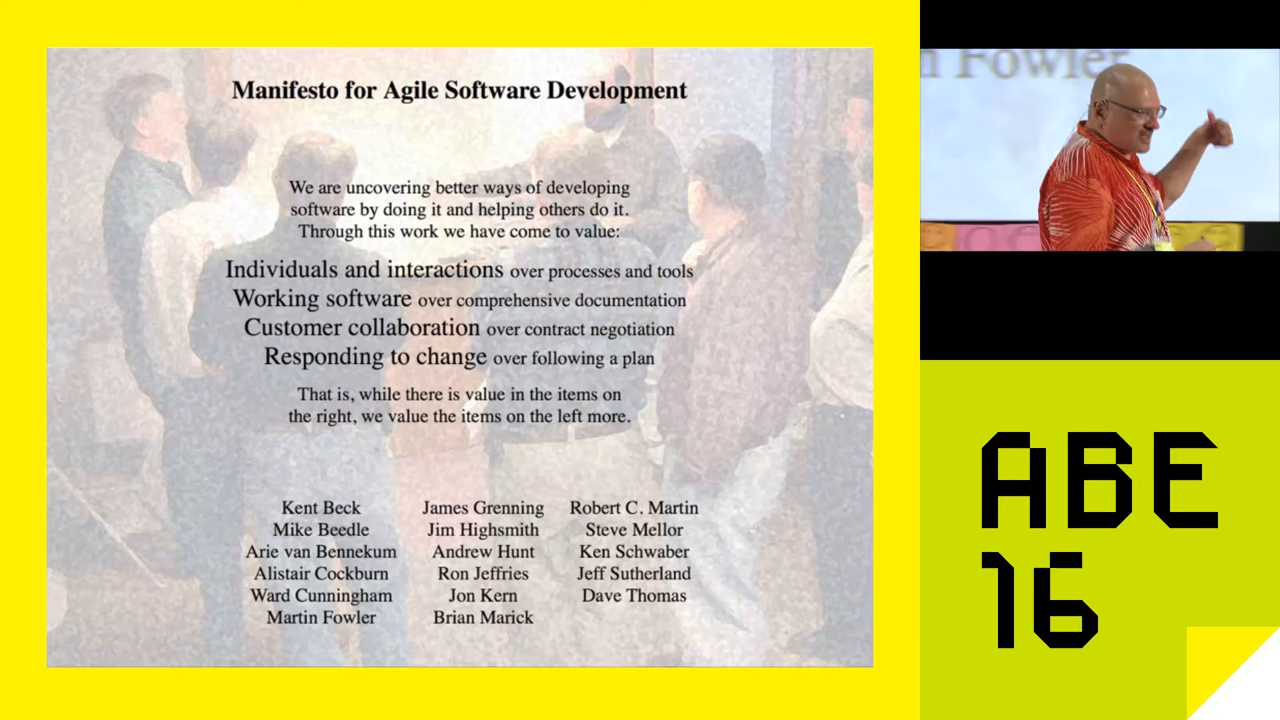 Manifesto for Agile Software Development
We are uncovering better ways of developing
software by doing it and helping others do it.
Through this work we have come to value:
Individuals and interactions over processes and tools
Working software over comprehensive documentation
Customer collaboration over contract negotiation
Responding to change over following a plan
That is, while there is value in the items on
the right, we value the items on the left more.
Kent Beck
Mike Beedle
Arie van Bennekum
Alistair Cockburn
Ward Cunningham
Martin Fowler
James Grenning
Jim Highsmith
Andrew Hunt
Ron Jeffries
Jon Kern
Brian Marick
Robert C. Martin
Steve Mellor
Ken Schwaber
Jeff Sutherland
Dave Thomas
n Fowler
ABE
16